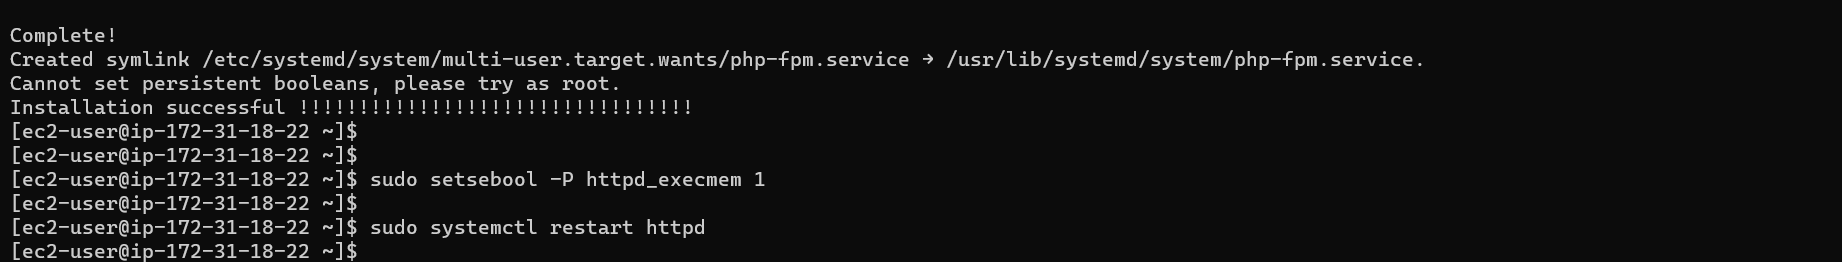 Complete!
Created symlink /etc/systemd/system/multi-user.target.wants/php-fpm.service → /usr/lib/systemd/system/php-fpm.service.
Cannot set persistent booleans, please try as root.
Installation successful !!!!!!!!!!!!!!!!!!!!!!!!!!!!!!!!!
[ec2-user@ip-172-31-18-22 ~]$
[ec2-user@ip-172-31-18-22 ~]$
[ec2-user@ip-172-31-18-22 ~]$ sudo setsebool -P httpd_execmem 1
[ec2-user@ip-172-31-18-22 ~]$
[ec2-user@ip-172-31-18-22 ~]$ sudo systemctl restart httpd
[ec2-user@ip-172-31-18-22 ~]$